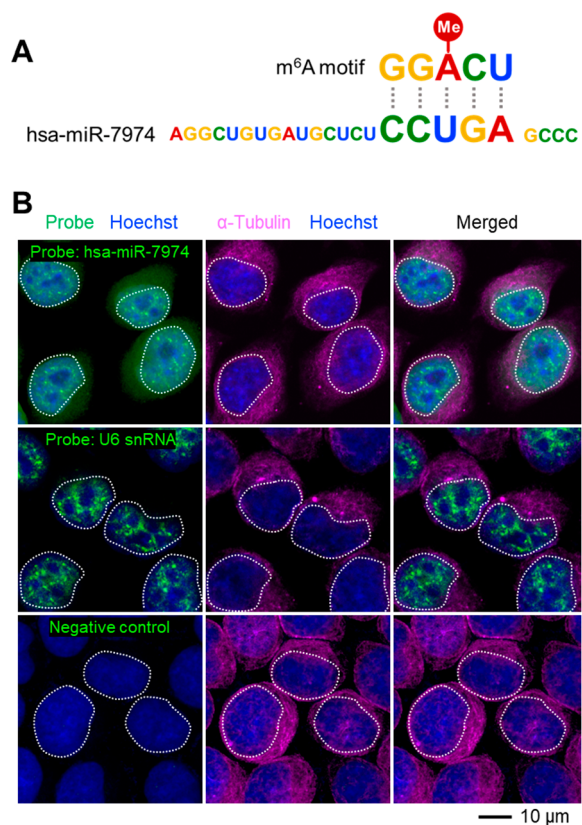 A
Me
m⁶A motif GGACU
hsa-miR-7974 AGGCUGUGAUGCUCUCCUGAGCCC
B
Probe Hoechst α-Tubulin Hoechst Merged
Probe: hsa-miR-7974
Probe: U6 snRNA
Negative control
10 µm